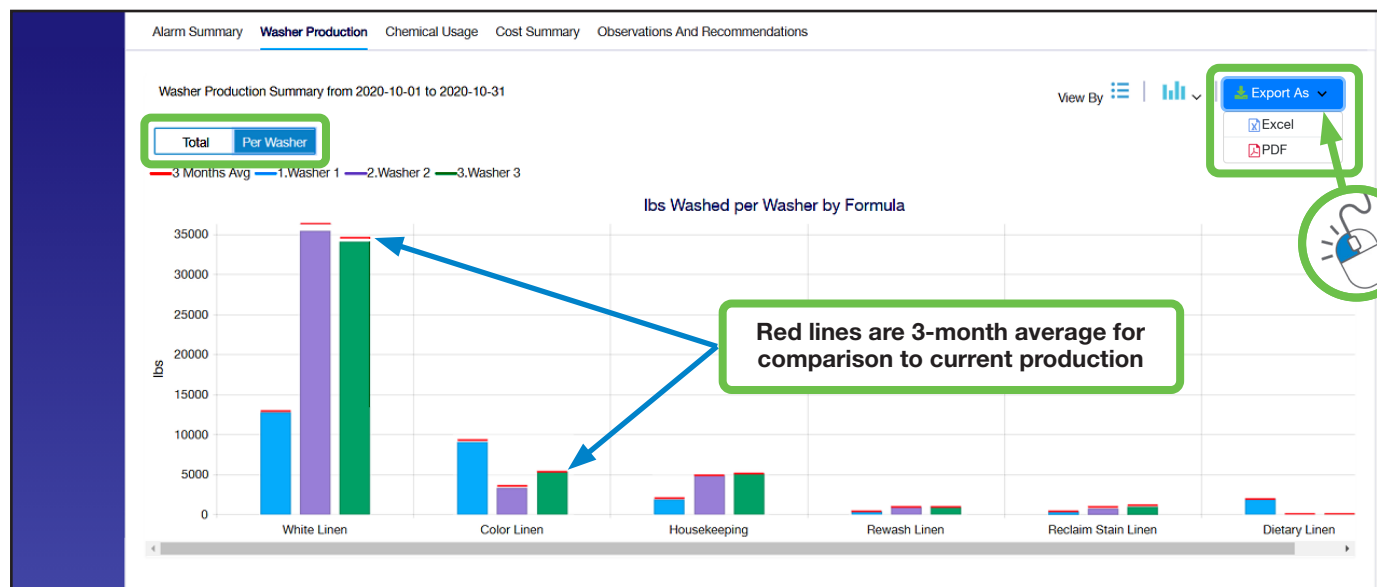 Alarm Summary Washer Production Chemical Usage Cost Summary Observations And Recommendations
Washer Production Summary from 2020-10-01 to 2020-10-31
View By
Export As
Excel
PDF
Total Per Washer
3 Months Avg 1.Washer 1 2.Washer 2 3.Washer 3
lbs Washed per Washer by Formula
35000
30000
25000
20000
15000
10000
5000
0
lbs
Red lines are 3-month average for
comparison to current production
White Linen Color Linen Housekeeping Rewash Linen Reclaim Stain Linen Dietary Linen